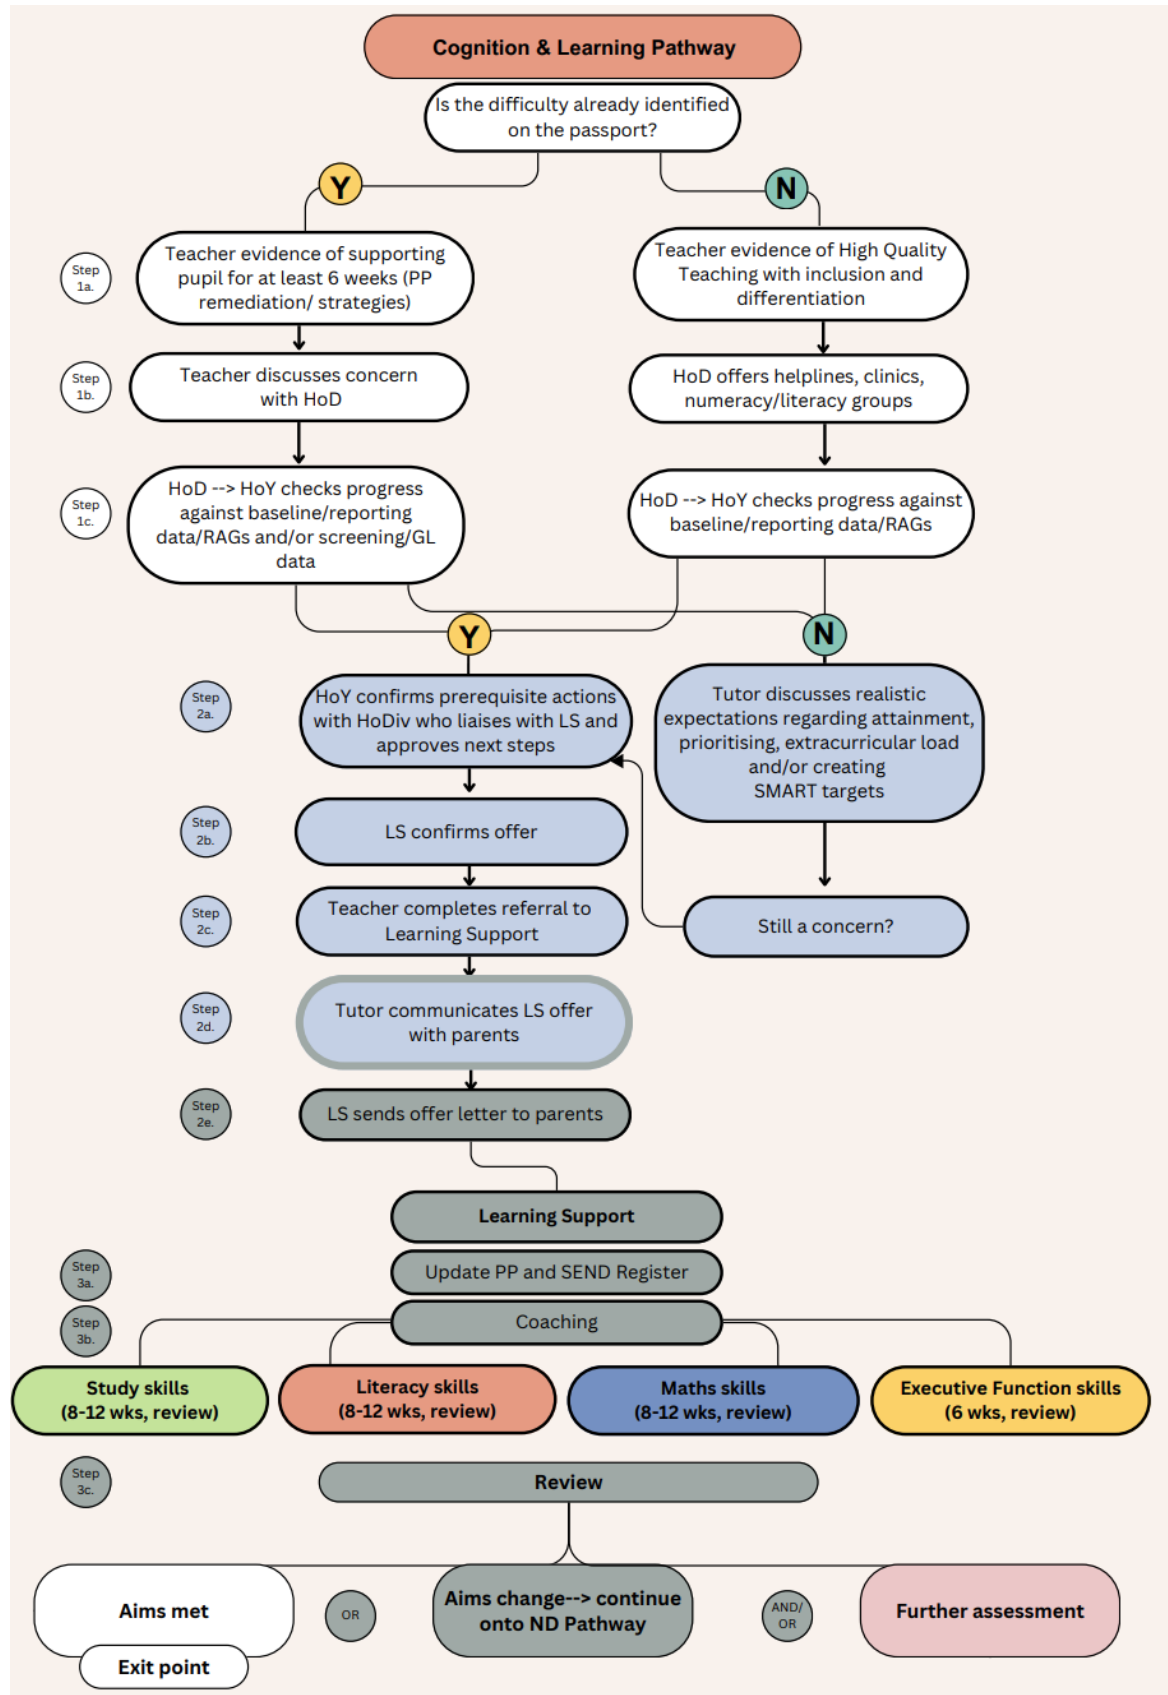 Cognition & Learning Pathway
Is the difficulty already identified
on the passport?
Y
N
Step
1a.
Teacher evidence of supporting
pupil for at least 6 weeks (PP
remediation/ strategies)
Teacher evidence of High Quality
Teaching with inclusion and
differentiation
Step
1b.
Teacher discusses concern
with HoD
HoD offers helplines, clinics,
numeracy/literacy groups
Step
1c.
HoD --> HoY checks progress
against baseline/reporting
data/RAGs and/or screening/GL
data
HoD --> HoY checks progress against
baseline/reporting data/RAGs
Y
N
Step
2a.
HoY confirms prerequisite actions
with HoDiv who liaises with LS and
approves next steps
Tutor discusses realistic
expectations regarding attainment,
prioritising, extracurricular load
and/or creating
SMART targets
Step
2b.
LS confirms offer
Step
2c.
Teacher completes referral to
Learning Support
Still a concern?
Step
2d.
Tutor communicates LS offer
with parents
Step
2e.
LS sends offer letter to parents
Learning Support
Step
3a.
Update PP and SEND Register
Step
3b.
Coaching
Study skills
(8-12 wks, review)
Literacy skills
(8-12 wks, review)
Maths skills
(8-12 wks, review)
Executive Function skills
(6 wks, review)
Step
3c.
Review
Aims met
Exit point
OR
Aims change--> continue
onto ND Pathway
AND/
OR
Further assessment